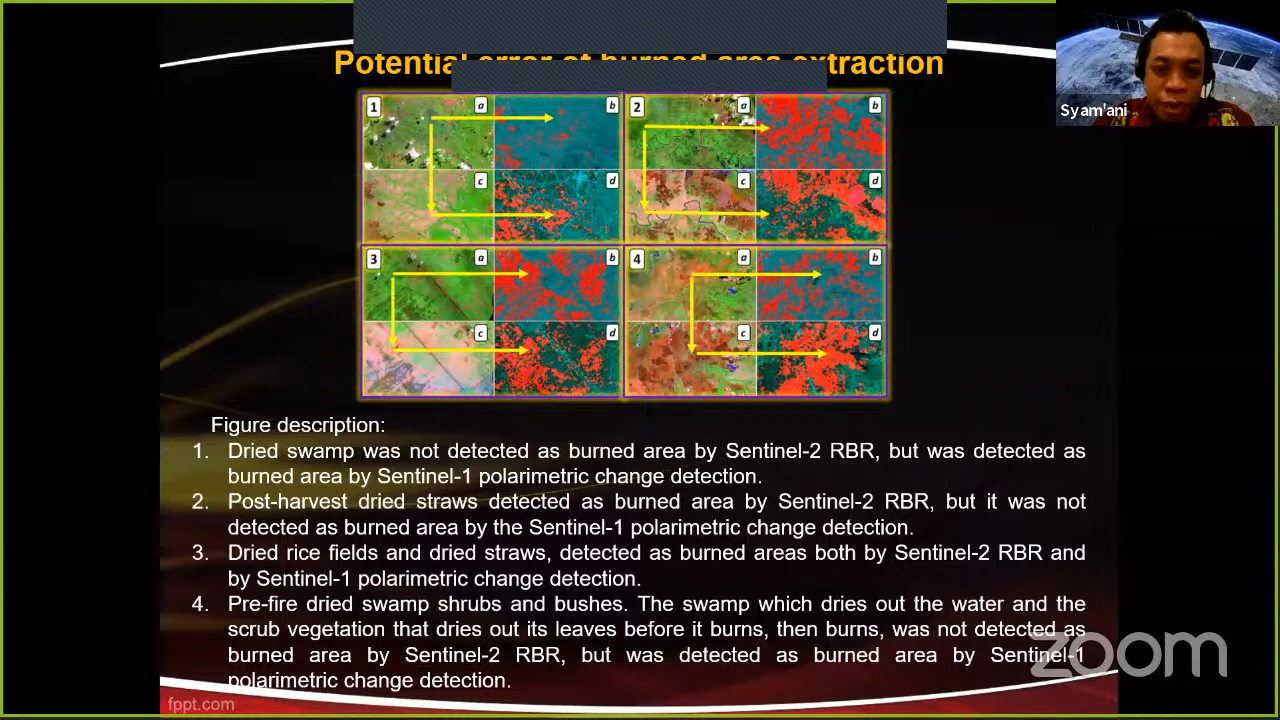 Potential error of burned area extraction
Syam'ani
1 a b 2 a b
c d c d
3 a b 4 a b
c d c d
Figure description:
1. Dried swamp was not detected as burned area by Sentinel-2 RBR, but was detected as
burned area by Sentinel-1 polarimetric change detection.
2. Post-harvest dried straws detected as burned area by Sentinel-2 RBR, but it was not
detected as burned area by the Sentinel-1 polarimetric change detection.
3. Dried rice fields and dried straws, detected as burned areas both by Sentinel-2 RBR and
by Sentinel-1 polarimetric change detection.
4. Pre-fire dried swamp shrubs and bushes. The swamp which dries out the water and the
scrub vegetation that dries out its leaves before it burns, then burns, was not detected as
burned area by Sentinel-2 RBR, but was detected as burned area by Sentinel-1
polarimetric change detection.
zoom
fppt.com